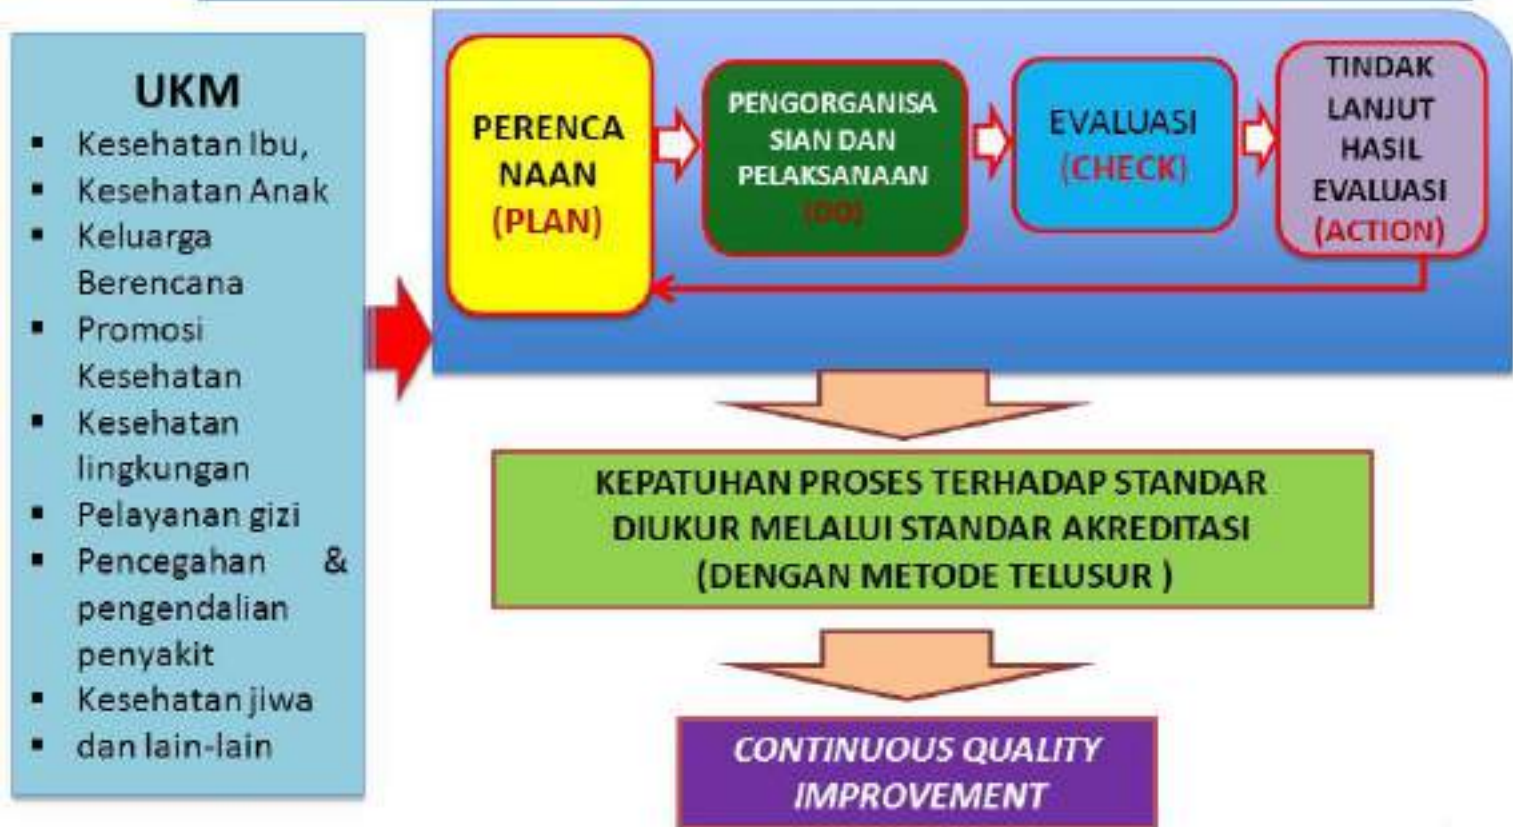 UKM
▪ Kesehatan Ibu,
▪ Kesehatan Anak
▪ Keluarga
Berencana
▪ Promosi
Kesehatan
▪ Kesehatan
lingkungan
▪ Pelayanan gizi
▪ Pencegahan &
pengendalian
penyakit
▪ Kesehatan jiwa
▪ dan lain-lain
PERENCA
NAAN
(PLAN)
PENGORGANISA
SIAN DAN
PELAKSANAAN
(DO)
EVALUASI
(CHECK)
TINDAK
LANJUT
HASIL
EVALUASI
(ACTION)
KEPATUHAN PROSES TERHADAP STANDAR
DIUKUR MELALUI STANDAR AKREDITASI
(DENGAN METODE TELUSUR )
CONTINUOUS QUALITY
IMPROVEMENT